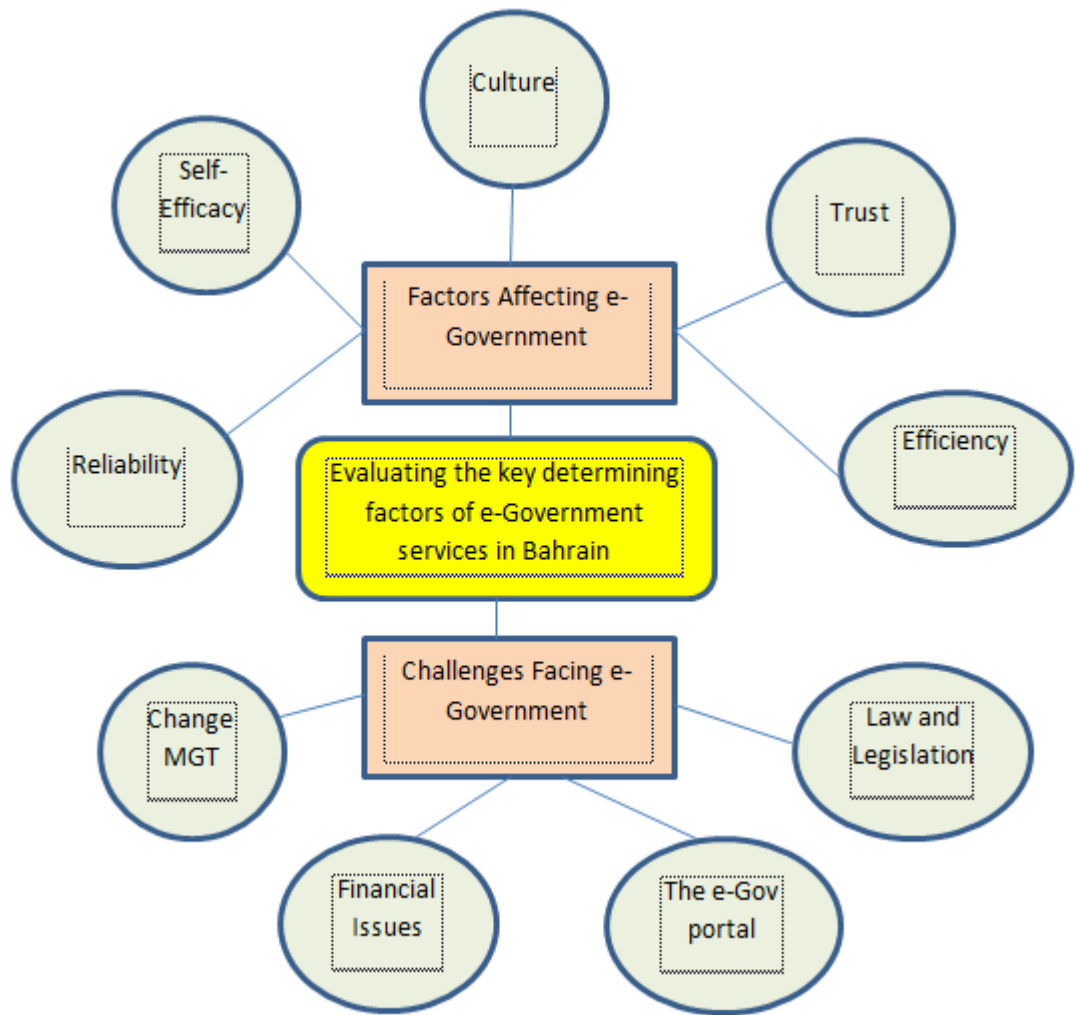 Culture
Self-
Efficacy
Trust
Factors Affecting e-
Government
Reliability
Efficiency
Evaluating the key determining
factors of e-Government
services in Bahrain
Challenges Facing e-
Government
Change
MGT
Law and
Legislation
Financial
Issues
The e-Gov
portal